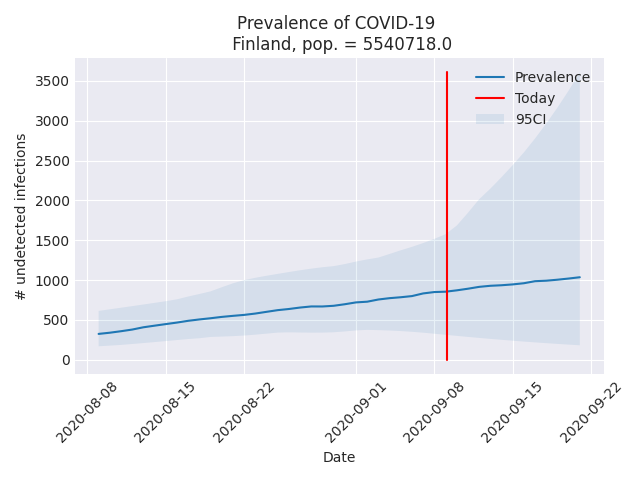 Prevalence of COVID-19
Finland, pop. = 5540718.0
Prevalence
Today
95CI
3500
3000
2500
2000
1500
1000
500
0
# undetected infections
2020-08-08
2020-08-15
2020-08-22
2020-09-01
2020-09-08
2020-09-15
2020-09-22
Date